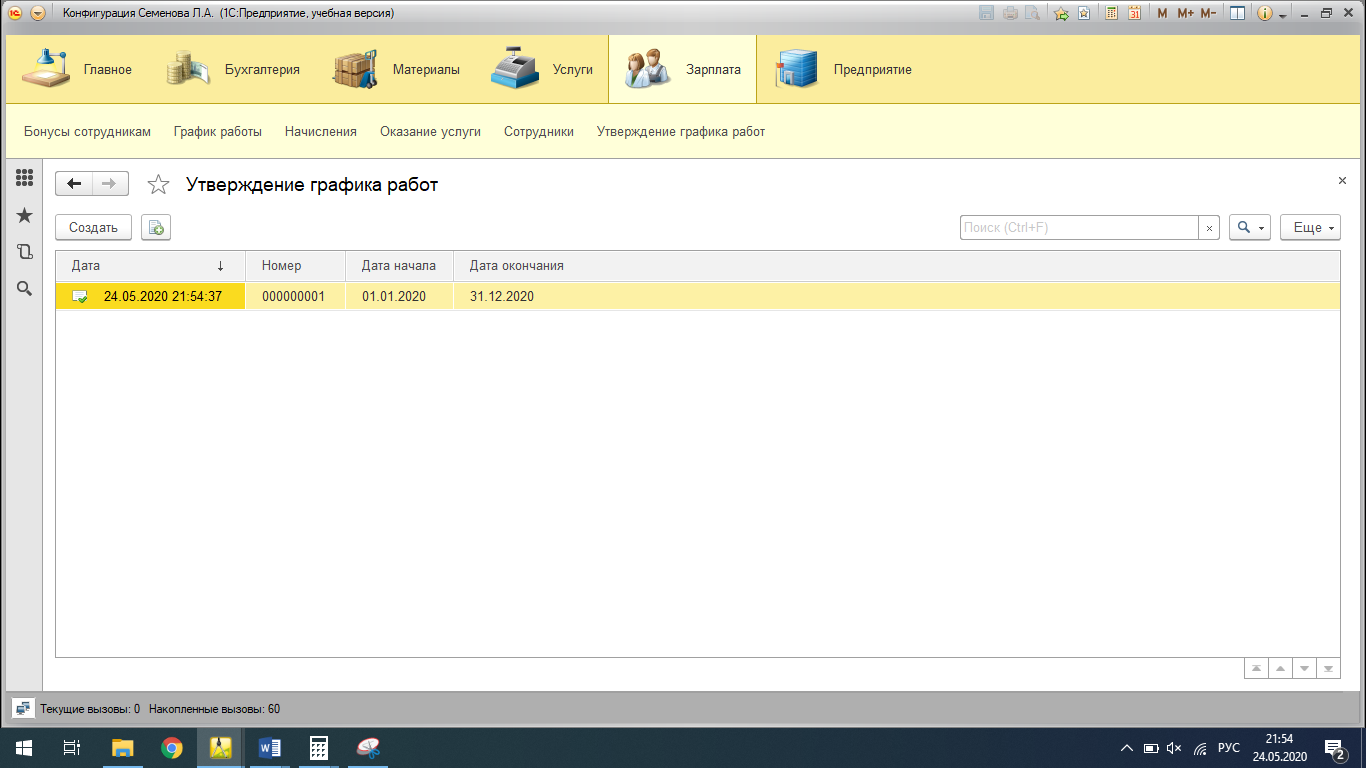 Конфигурация Семенова Л.А. (1С:Предприятие, учебная версия)
M M+ M-
Главное Бухгалтерия Материалы Услуги Зарплата Предприятие
Бонусы сотрудникам График работы Начисления Оказание услуги Сотрудники Утверждение графика работ
Утверждение графика работ
Создать Поиск (Ctrl+F) Еще
Дата Номер Дата начала Дата окончания
24.05.2020 21:54:37 000000001 01.01.2020 31.12.2020
Текущие вызовы: 0 Накопленные вызовы: 60
РУС
21:54
24.05.2020
2